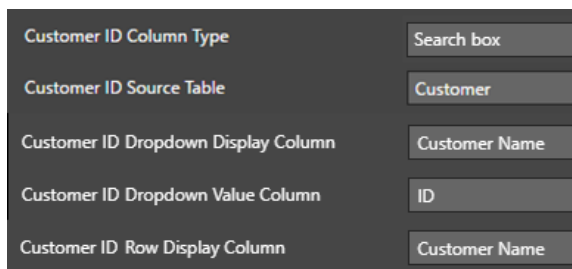 Customer ID Column Type Search box
Customer ID Source Table Customer
Customer ID Dropdown Display Column Customer Name
Customer ID Dropdown Value Column ID
Customer ID Row Display Column Customer Name